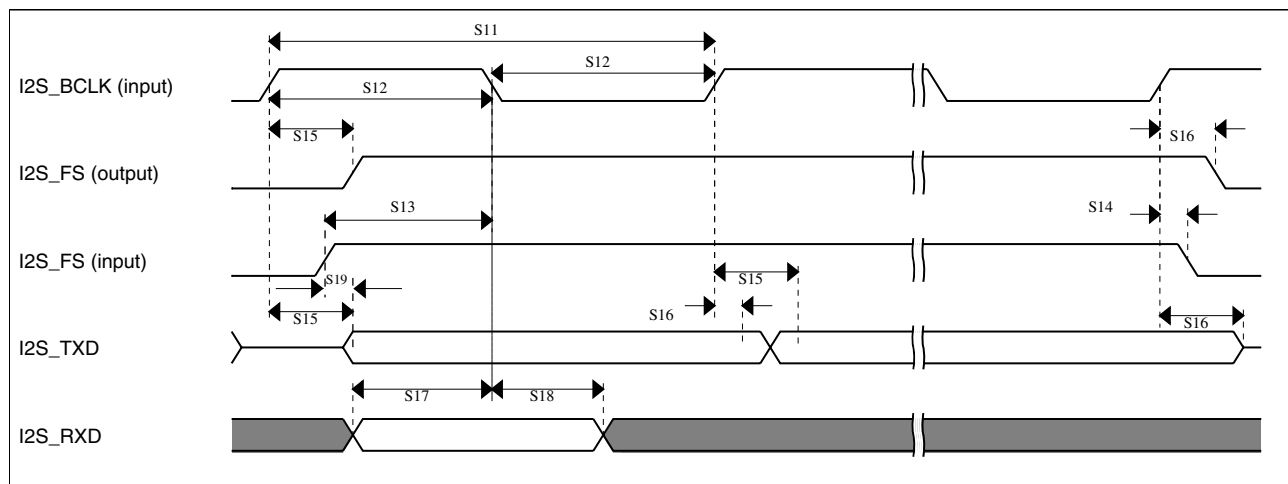 S11
I2S_BCLK (input)
S12
S12
S15
S16
I2S_FS (output)
S13
S14
I2S_FS (input)
S19
S15
S15
S16
S16
I2S_TXD
S17
S18
I2S_RXD